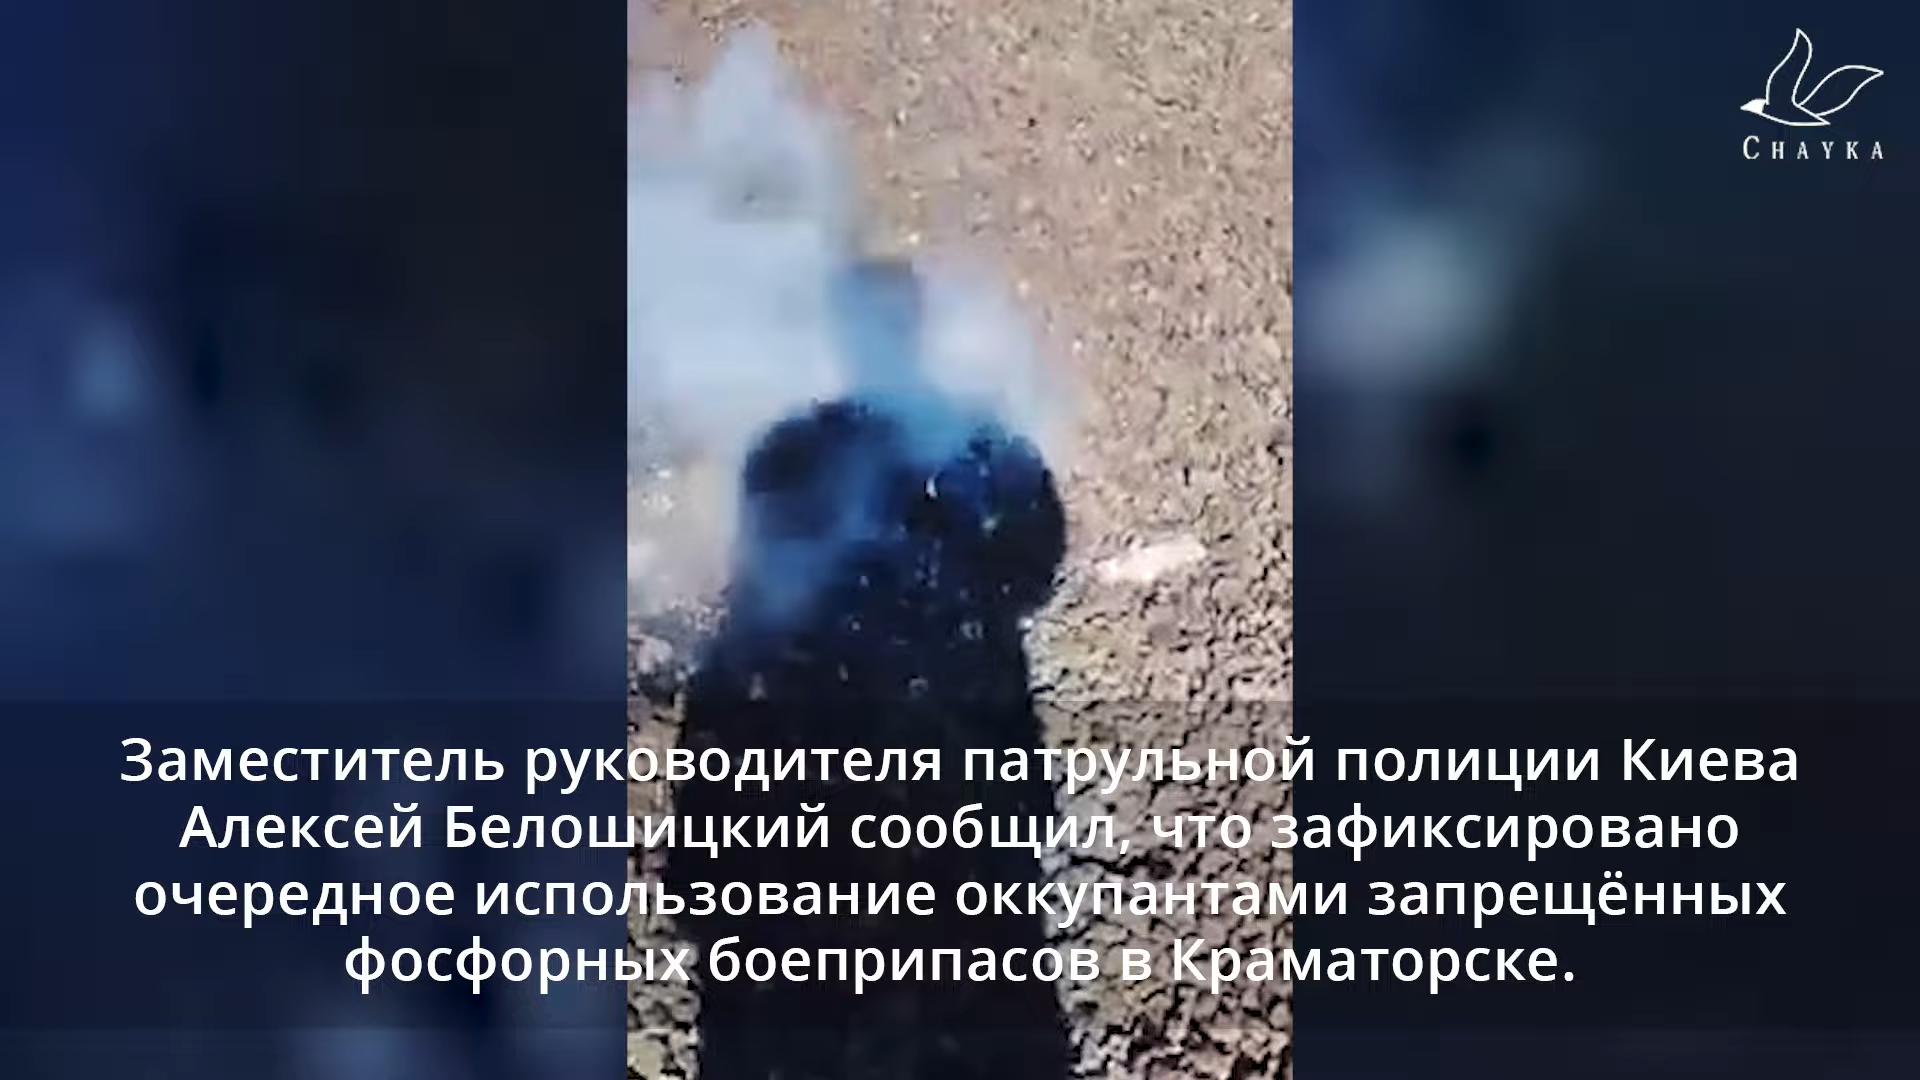 CHAYKA
Заместитель руководителя патрульной полиции Киева
Алексей Белошицкий сообщил, что зафиксировано
очередное использование оккупантами запрещённых
фосфорных боеприпасов в Краматорске.